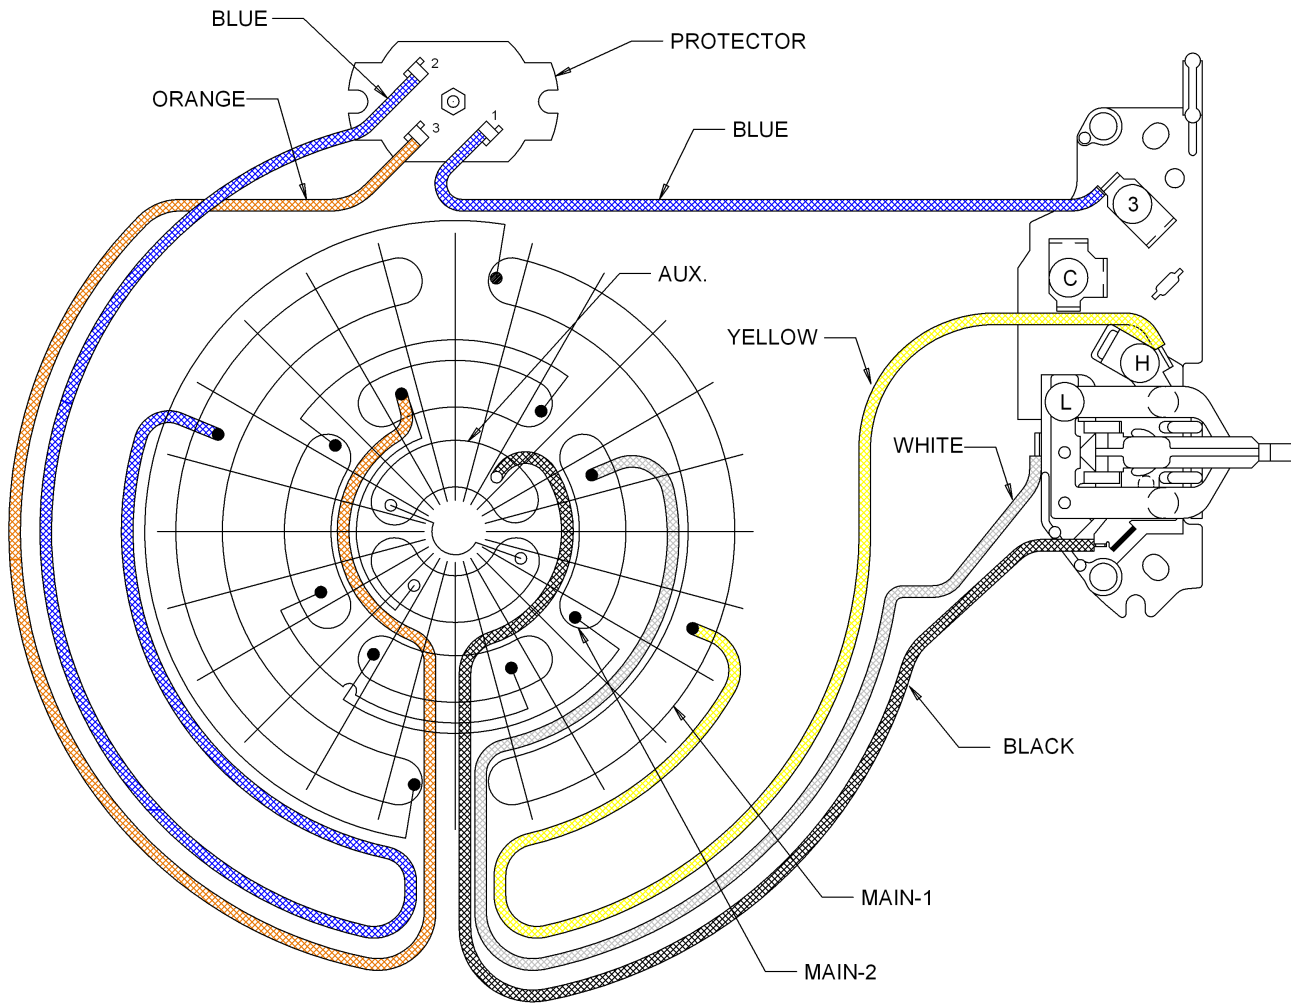 BLUE
PROTECTOR
2
ORANGE
3
1
BLUE
3
AUX.
C
YELLOW
H
L
WHITE
BLACK
MAIN-1
MAIN-2